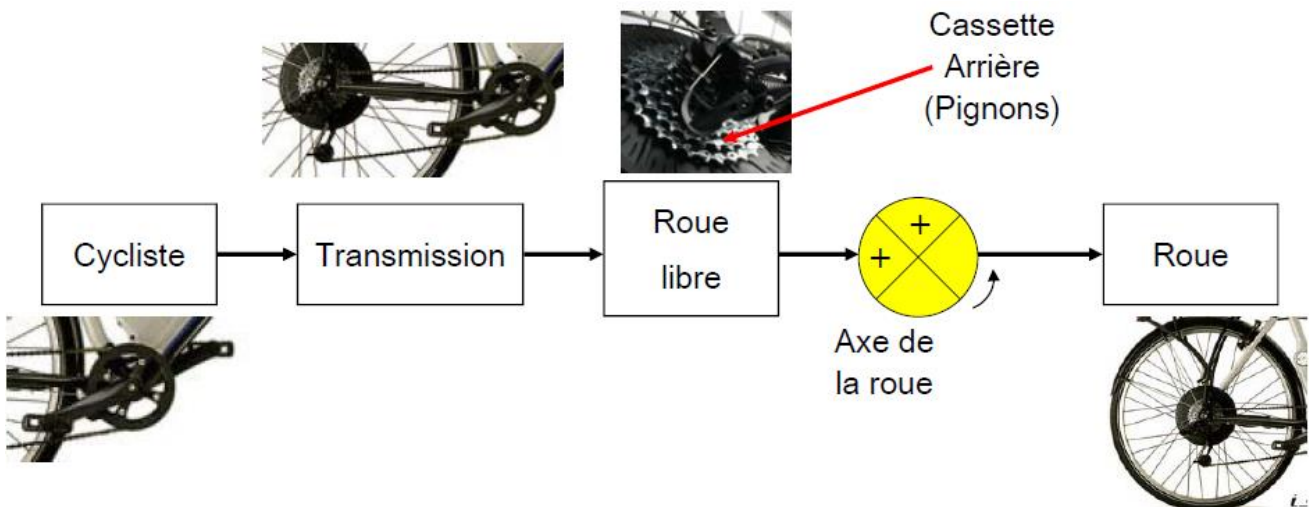 Cassette
Arrière
(Pignons)
Cycliste
Transmission
Roue
libre
+
+
Roue
Axe de
la roue